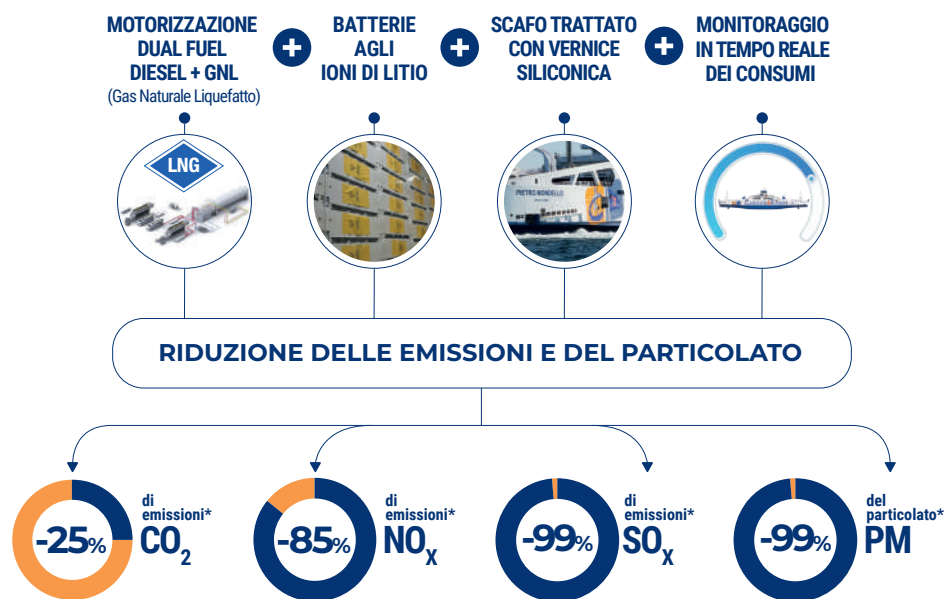 MOTORIZZAZIONE
DUAL FUEL
DIESEL + GNL
(Gas Naturale Liquefatto)
+
BATTERIE
AGLI
IONI DI LITIO
+
SCAFO TRATTATO
CON VERNICE
SILICONICA
+
MONITORAGGIO
IN TEMPO REALE
DEI CONSUMI
LNG
PIETRO MONDELLO
RIDUZIONE DELLE EMISSIONI E DEL PARTICOLATO
-25%
di
emissioni*
CO₂
-85%
di
emissioni*
NOX
-99%
di
emissioni*
SOX
-99%
del
particolato*
PM